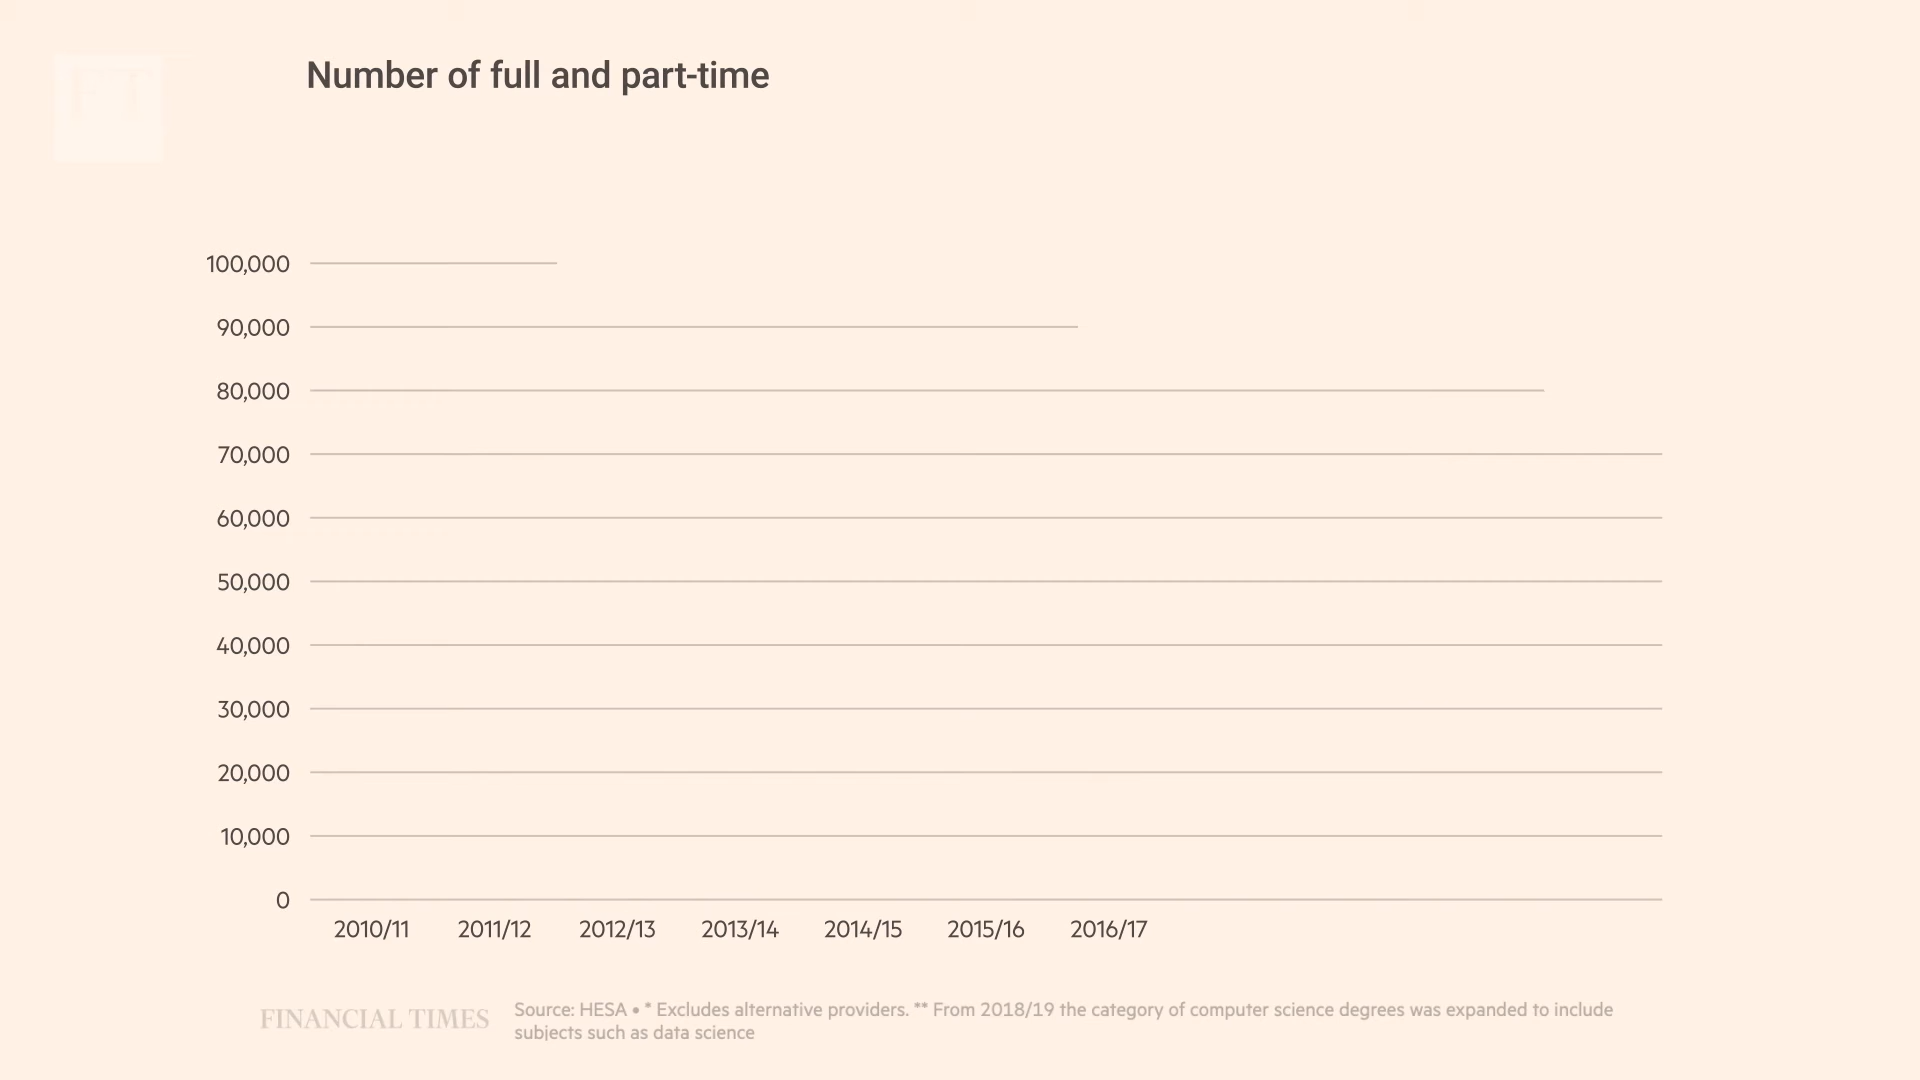 FT
Number of full and part-time
100,000
90,000
80,000
70,000
60,000
50,000
40,000
30,000
20,000
10,000
0
2010/11 2011/12 2012/13 2013/14 2014/15 2015/16 2016/17
FINANCIAL TIMES
Source: HESA • * Excludes alternative providers. ** From 2018/19 the category of computer science degrees was expanded to include
subjects such as data science